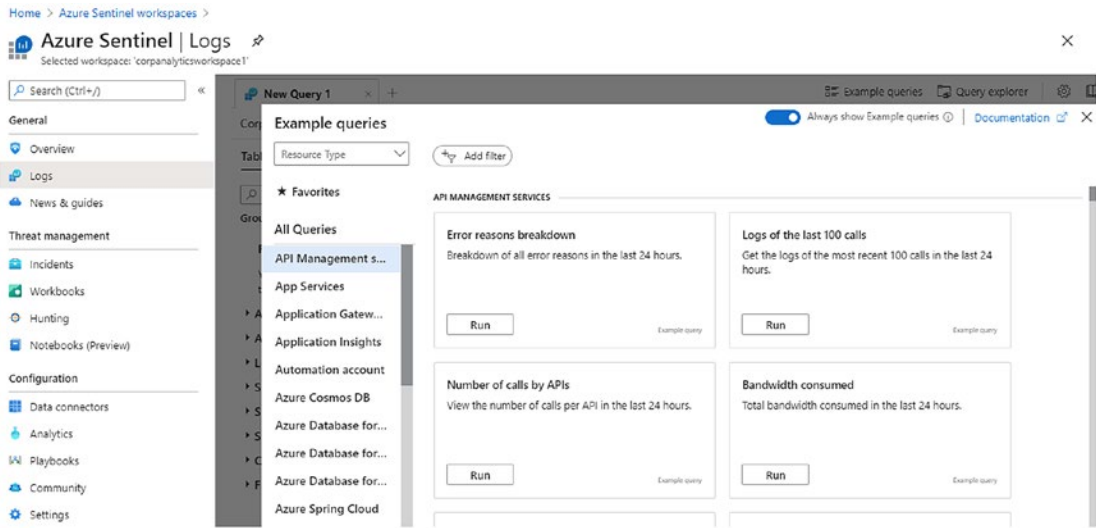 Home > Azure Sentinel workspaces >
Azure Sentinel | Logs
Selected workspace: 'corpanalyticsworkspace1'
Search (Ctrl+/)
«
General
Overview
Logs
News & guides
Threat management
Incidents
Workbooks
Hunting
Notebooks (Preview)
Configuration
Data connectors
Analytics
Playbooks
Community
Settings
New Query 1
Example queries
Query explorer
Example queries
Always show Example queries
Documentation
Resource Type
Add filter
★ Favorites
All Queries
API Management s...
App Services
Application Gatew...
Application Insights
Automation account
Azure Cosmos DB
Azure Database for...
Azure Database for...
Azure Database for...
Azure Spring Cloud
API MANAGEMENT SERVICES
Error reasons breakdown
Breakdown of all error reasons in the last 24 hours.
Run
Example query
Logs of the last 100 calls
Get the logs of the most recent 100 calls in the last 24
hours.
Run
Example query
Number of calls by APIs
View the number of calls per API in the last 24 hours.
Run
Example query
Bandwidth consumed
Total bandwidth consumed in the last 24 hours.
Run
Example query